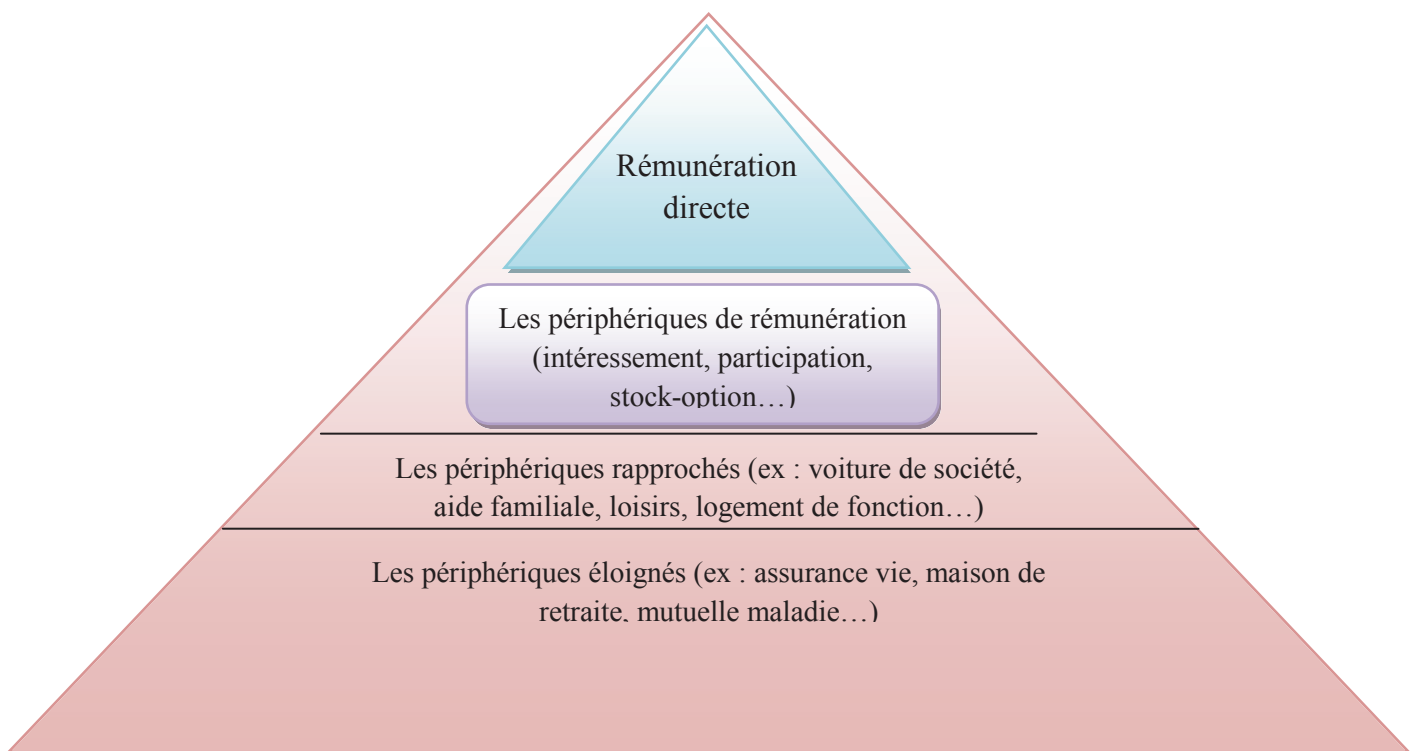 Rémunération
directe
Les périphériques de rémunération
(intéressement, participation,
stock-option…)
Les périphériques rapprochés (ex : voiture de société,
aide familiale, loisirs, logement de fonction…)
Les périphériques éloignés (ex : assurance vie, maison de
retraite, mutuelle maladie…)